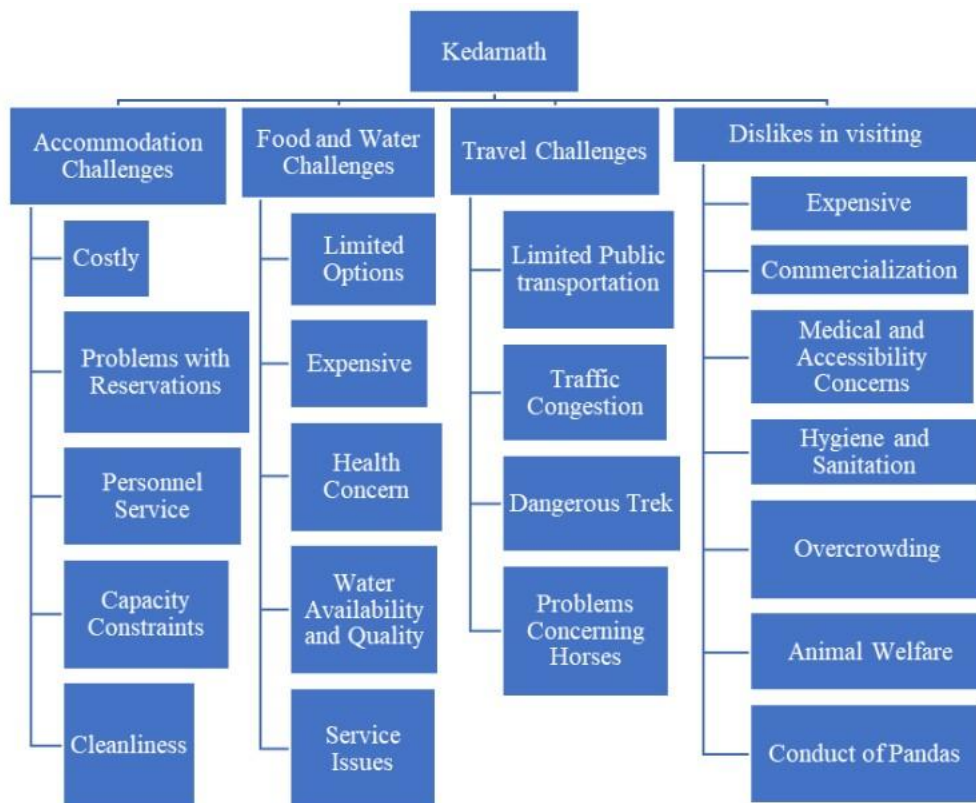 Kedarnath
Accommodation
Challenges
Costly
Problems with
Reservations
Personnel
Service
Capacity
Constraints
Cleanliness
Food and Water
Challenges
Limited
Options
Expensive
Health
Concern
Water
Availability
and Quality
Service
Issues
Travel Challenges
Limited Public
transportation
Traffic
Congestion
Dangerous Trek
Problems
Concerning
Horses
Dislikes in visiting
Expensive
Commercialization
Medical and
Accessibility
Concerns
Hygiene and
Sanitation
Overcrowding
Animal Welfare
Conduct of Pandas